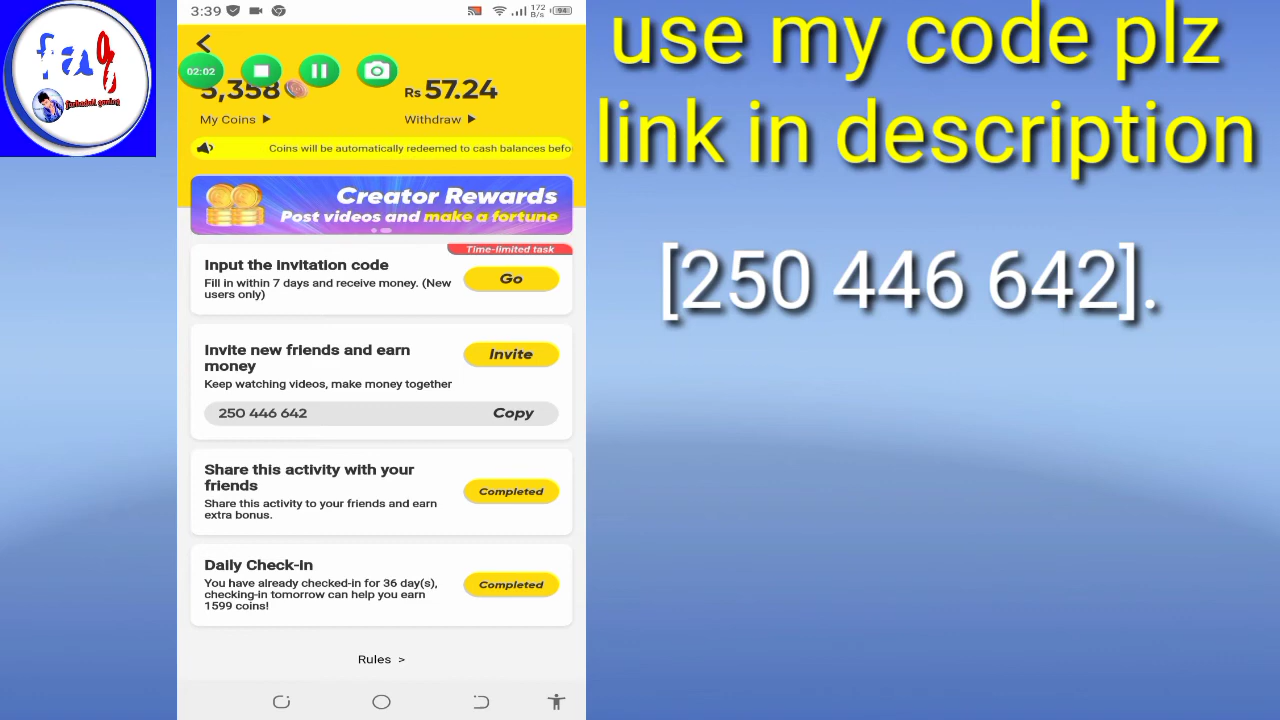 3:39
172
B/s
94
use my code plz
link in description
[250 446 642].
02:02
5,358
Rs 57.24
My Coins
Withdraw
Coins will be automatically redeemed to cash balances befo
Creator Rewards
Post videos and make a fortune
Time-limited task
Input the invitation code
Go
Fill in within 7 days and receive money. (New
users only)
Invite new friends and earn
money
Invite
Keep watching videos, make money together
250 446 642
Copy
Share this activity with your
friends
Completed
Share this activity to your friends and earn
extra bonus.
Daily Check-in
You have already checked-in for 36 day(s),
checking-in tomorrow can help you earn
1599 coins!
Completed
Rules >